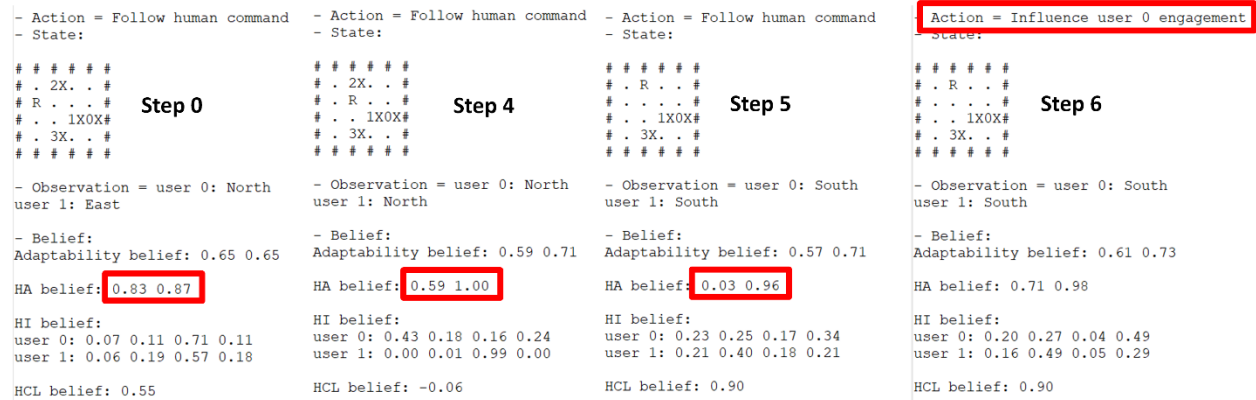 - Action = Follow human command
- State:
# # # # # #
# . 2X. . #
# R . . . #
# . . 1X0X#
# . 3X. . #
# # # # # #
Step 0
- Observation = user 0: North
user 1: East
- Belief:
Adaptability belief: 0.65 0.65
HA belief: 0.83 0.87
HI belief:
user 0: 0.07 0.11 0.71 0.11
user 1: 0.06 0.19 0.57 0.18
HCL belief: 0.55
- Action = Follow human command
- State:
# # # # # #
# . 2X. . #
# . R . . #
# . . 1X0X#
# . 3X. . #
# # # # # #
Step 4
- Observation = user 0: North
user 1: North
- Belief:
Adaptability belief: 0.59 0.71
HA belief: 0.59 1.00
HI belief:
user 0: 0.43 0.18 0.16 0.24
user 1: 0.00 0.01 0.99 0.00
HCL belief: -0.06
- Action = Follow human command
- State:
# # # # # #
# . R . . #
# . . . . #
# . . 1X0X#
# . 3X. . #
# # # # # #
Step 5
- Observation = user 0: South
user 1: South
- Belief:
Adaptability belief: 0.57 0.71
HA belief: 0.03 0.96
HI belief:
user 0: 0.23 0.25 0.17 0.34
user 1: 0.21 0.40 0.18 0.21
HCL belief: 0.90
- Action = Influence user 0 engagement
- State:
# # # # # #
# . R . . #
# . . . . #
# . . 1X0X#
# . 3X. . #
# # # # # #
Step 6
- Observation = user 0: South
user 1: South
- Belief:
Adaptability belief: 0.61 0.73
HA belief: 0.71 0.98
HI belief:
user 0: 0.20 0.27 0.04 0.49
user 1: 0.16 0.49 0.05 0.29
HCL belief: 0.90